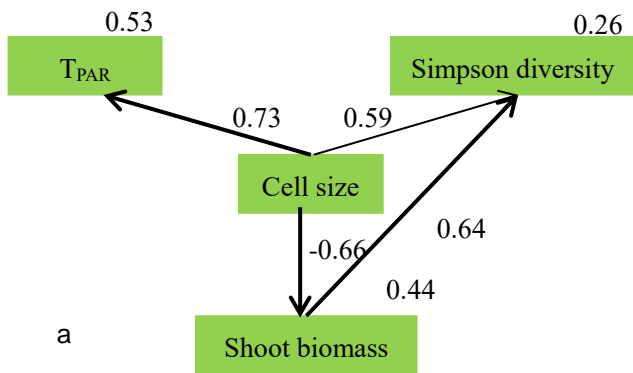 0.53
0.26
T_PAR
Simpson diversity
0.73
0.59
Cell size
-0.66
0.64
0.44
a
Shoot biomass